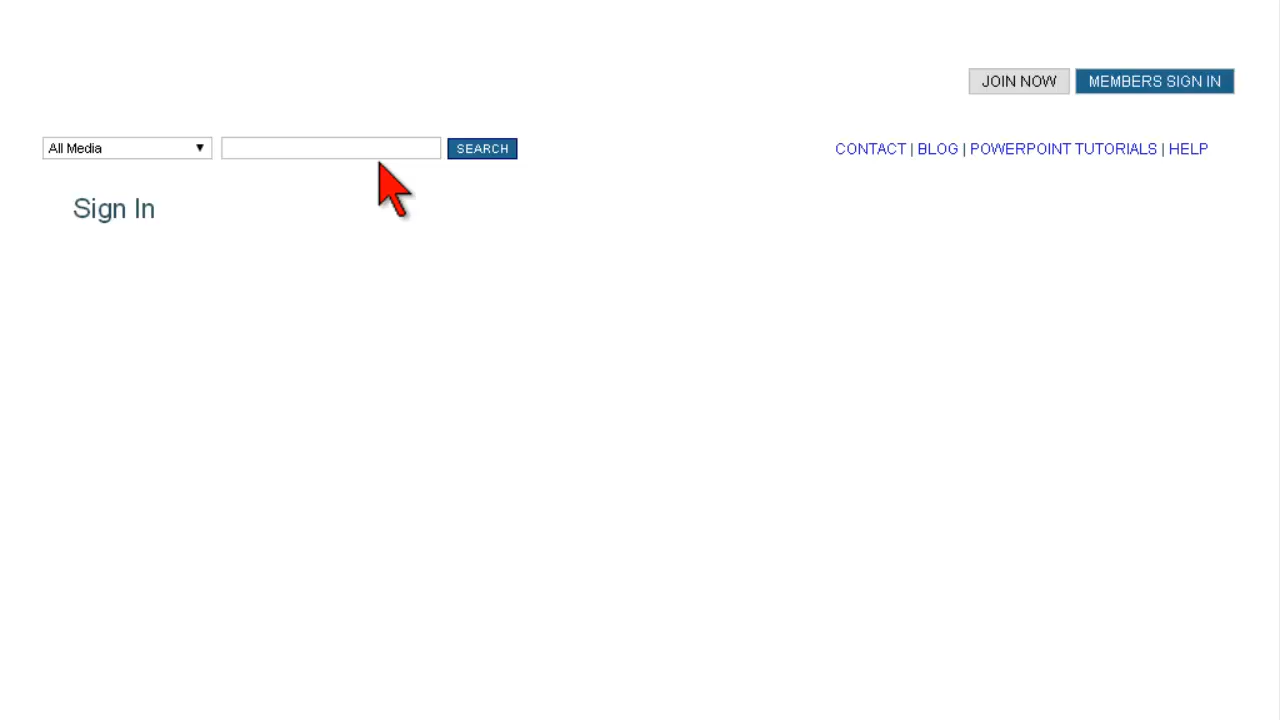 JOIN NOW MEMBERS SIGN IN
All Media SEARCH CONTACT | BLOG | POWERPOINT TUTORIALS | HELP
Sign In